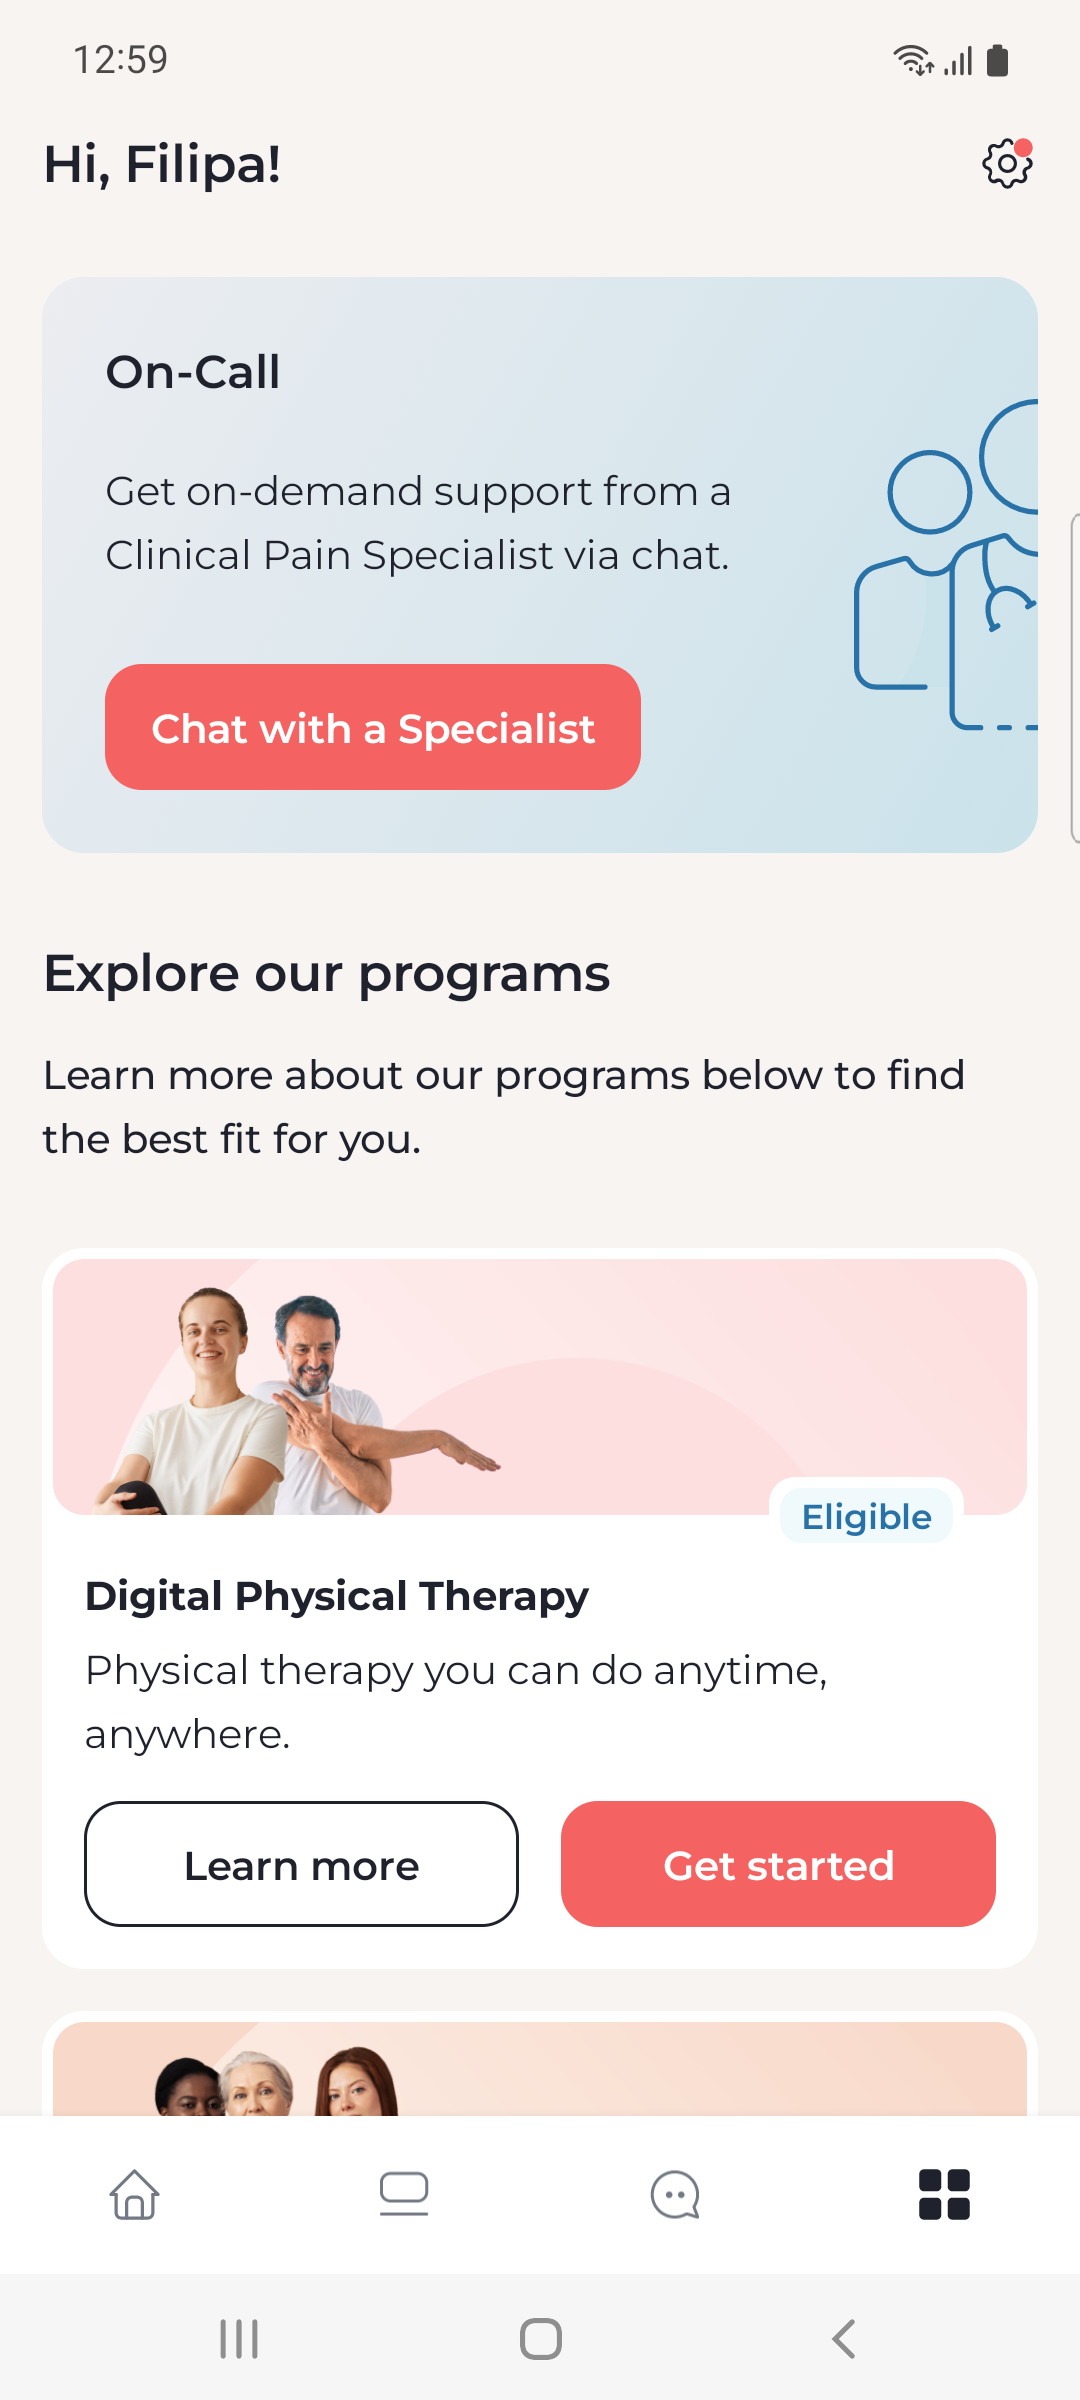 12:59
Hi, Filipa!
On-Call
Get on-demand support from a
Clinical Pain Specialist via chat.
Chat with a Specialist
Explore our programs
Learn more about our programs below to find
the best fit for you.
Eligible
Digital Physical Therapy
Physical therapy you can do anytime,
anywhere.
Learn more
Get started